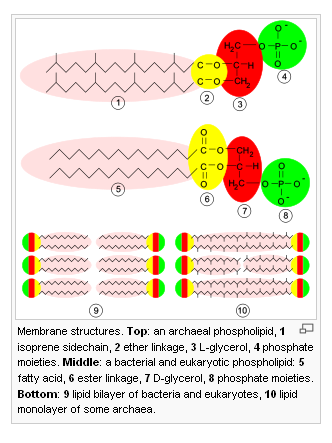 O⁻
H₂C O P O⁻
O
C O C H
C O CH₂
1 2 3 4
O
C O CH₂
C O C H
O
O
H₂C O P O⁻
O⁻
5 6 7 8
9 10
Membrane structures. Top: an archaeal phospholipid, 1
isoprene sidechain, 2 ether linkage, 3 L-glycerol, 4 phosphate
moieties. Middle: a bacterial and eukaryotic phospholipid: 5
fatty acid, 6 ester linkage, 7 D-glycerol, 8 phosphate moieties.
Bottom: 9 lipid bilayer of bacteria and eukaryotes, 10 lipid
monolayer of some archaea.